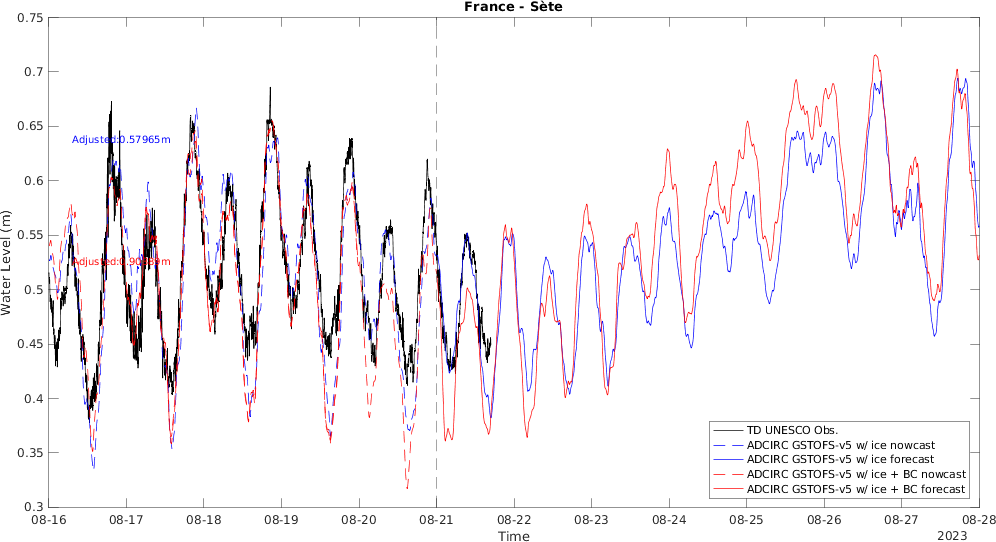 France - Sète
0.75
0.7
0.65
0.6
0.55
0.5
0.45
0.4
0.35
0.3
Water Level (m)
Adjusted:0.57965m
TD UNESCO Obs.
ADCIRC GSTOFS-v5 w/ ice nowcast
ADCIRC GSTOFS-v5 w/ ice forecast
ADCIRC GSTOFS-v5 w/ ice + BC nowcast
ADCIRC GSTOFS-v5 w/ ice + BC forecast
08-16 08-17 08-18 08-19 08-20 08-21 08-22 08-23 08-24 08-25 08-26 08-27 08-28
Time
2023